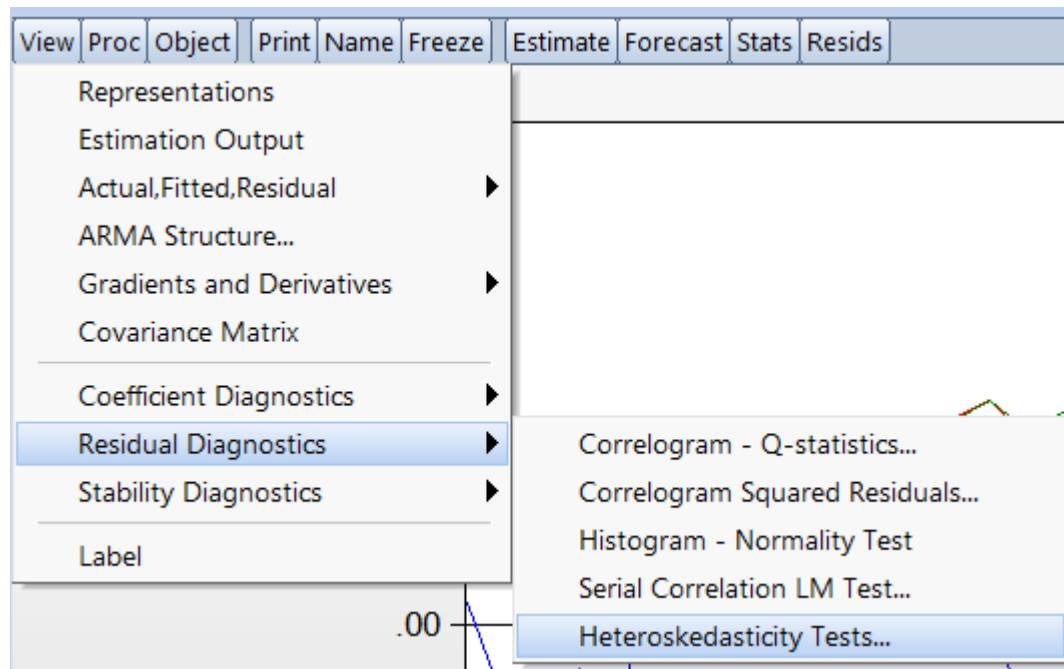 View Proc Object Print Name Freeze Estimate Forecast Stats Resids
Representations
Estimation Output
Actual,Fitted,Residual
ARMA Structure...
Gradients and Derivatives
Covariance Matrix
Coefficient Diagnostics
Residual Diagnostics
Stability Diagnostics
Label
Correlogram - Q-statistics...
Correlogram Squared Residuals...
Histogram - Normality Test
Serial Correlation LM Test...
Heteroskedasticity Tests...
.00